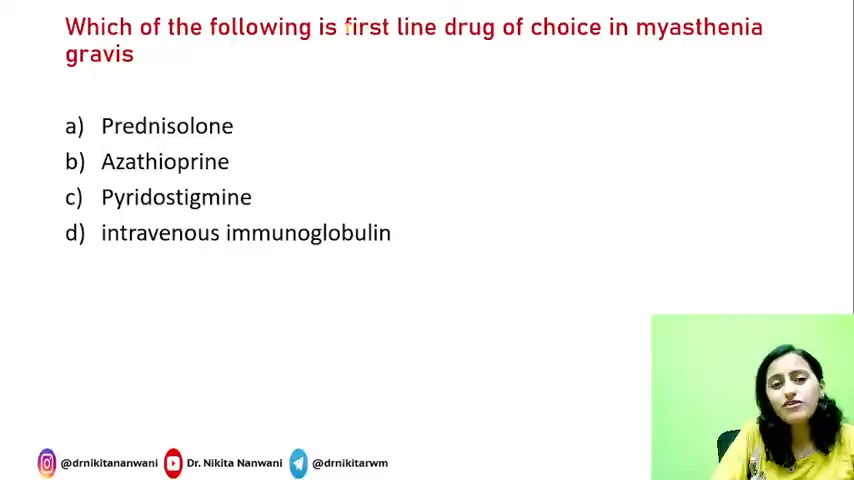 Which of the following is first line drug of choice in myasthenia
gravis
a) Prednisolone
b) Azathioprine
c) Pyridostigmine
d) intravenous immunoglobulin
@drnikitananwani Dr. Nikita Nanwani @drnikitarwm